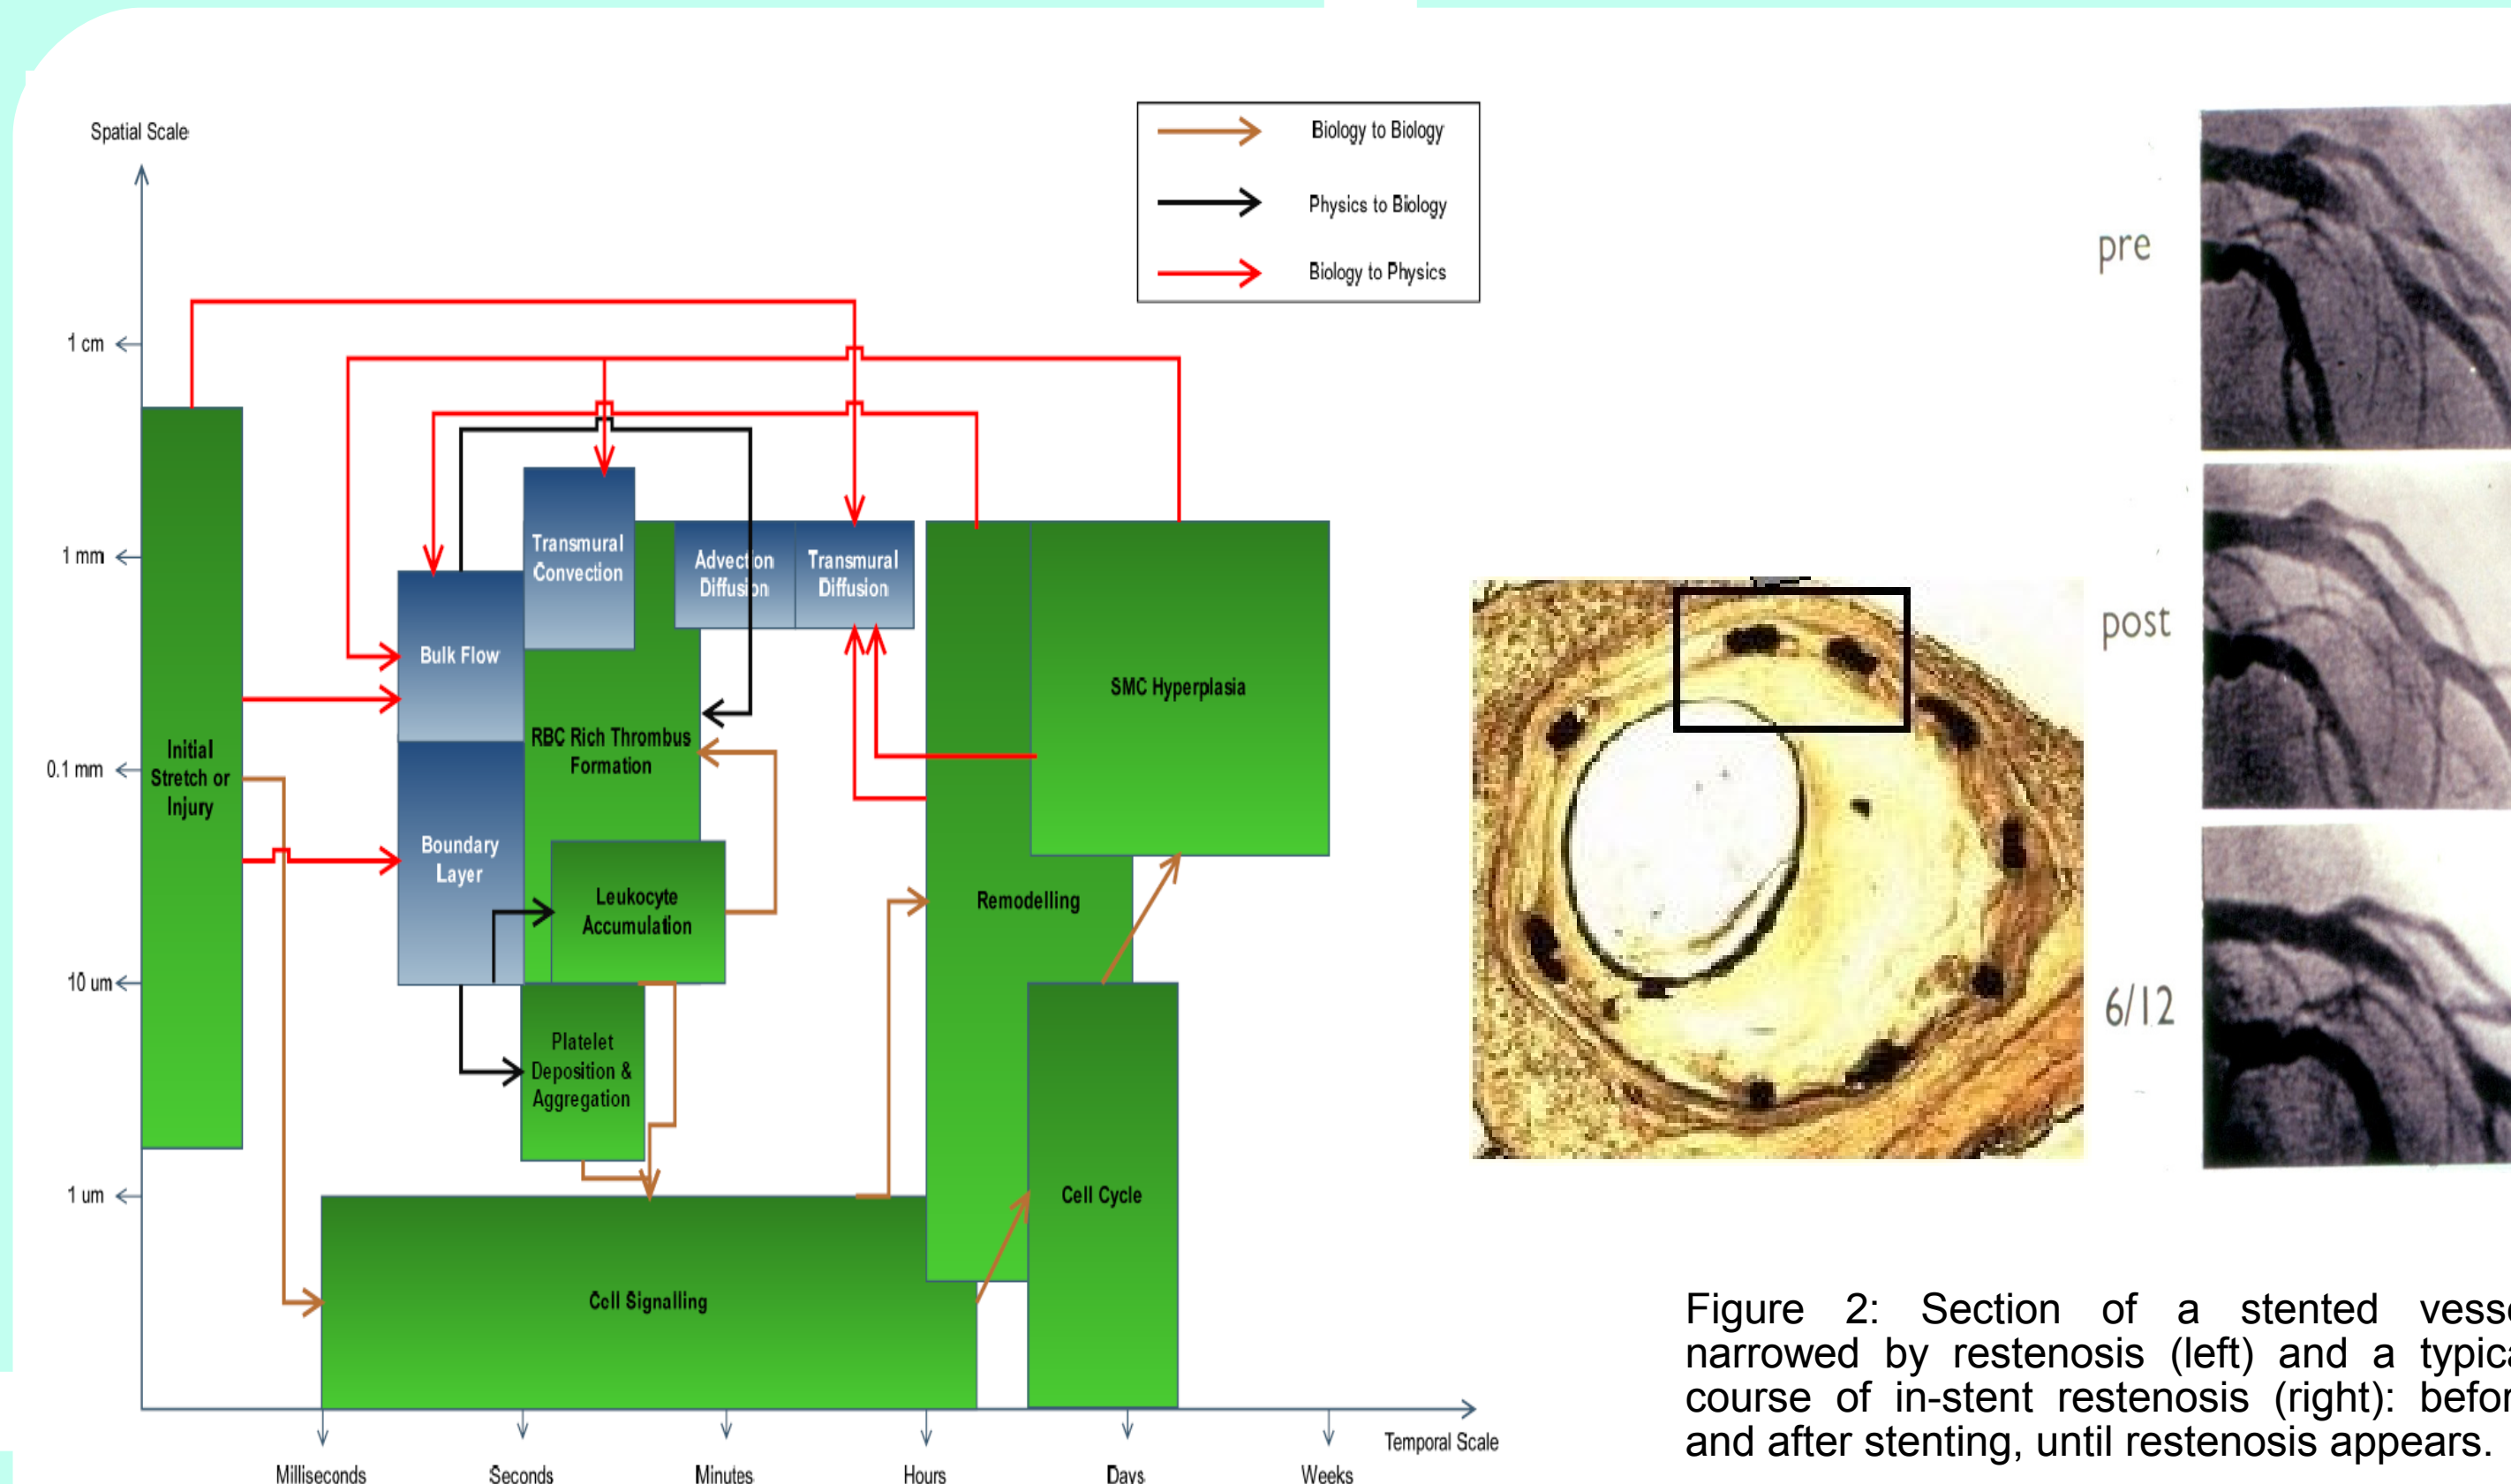 Spatial Scale
Biology to Biology
Physics to Biology
Biology to Physics
1 cm
1 mm
0.1 mm
10 um
1 um
Initial
Stretch or
Injury
Bulk Flow
Boundary
Layer
Transmural
Convection
RBC Rich Thrombus
Formation
Advection
Diffusion
Transmural
Diffusion
Leukocyte
Accumulation
Platelet
Deposition &
Aggregation
Remodelling
SMC Hyperplasia
Cell Cycle
Cell Signalling
Temporal Scale
Milliseconds
Seconds
Minutes
Hours
Days
Weeks
pre
post
6/12
Figure 2: Section of a stented
narrowed by restenosis (left) and a
course of in-stent restenosis (right):
and after stenting, until restenosis appears.